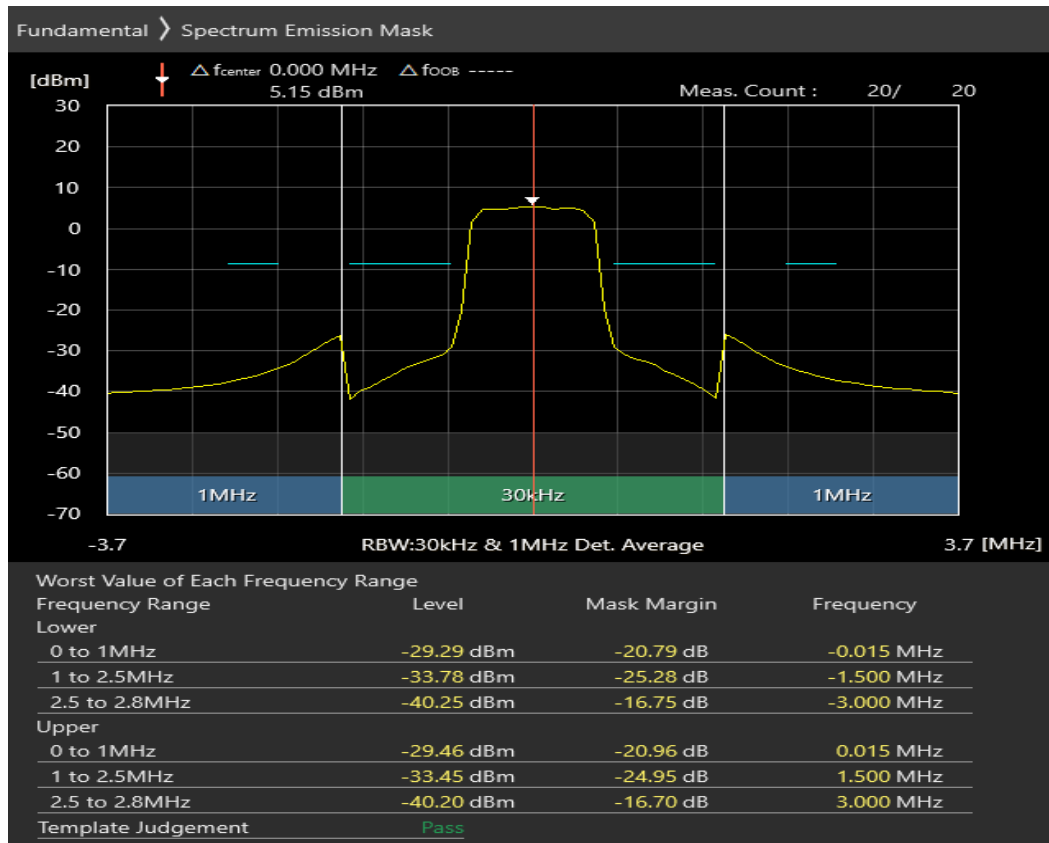 Fundamental 〉 Spectrum Emission Mask
[dBm] △ fcenter 0.000 MHz △ fOOB -----
5.15 dBm Meas. Count : 20/ 20
30
20
10
0
-10
-20
-30
-40
-50
-60
1MHz 30kHz 1MHz
-70
-3.7 RBW:30kHz & 1MHz Det. Average 3.7 [MHz]
Worst Value of Each Frequency Range
Frequency Range Level Mask Margin Frequency
Lower
0 to 1MHz -29.29 dBm -20.79 dB -0.015 MHz
1 to 2.5MHz -33.78 dBm -25.28 dB -1.500 MHz
2.5 to 2.8MHz -40.25 dBm -16.75 dB -3.000 MHz
Upper
0 to 1MHz -29.46 dBm -20.96 dB 0.015 MHz
1 to 2.5MHz -33.45 dBm -24.95 dB 1.500 MHz
2.5 to 2.8MHz -40.20 dBm -16.70 dB 3.000 MHz
Template Judgement Pass